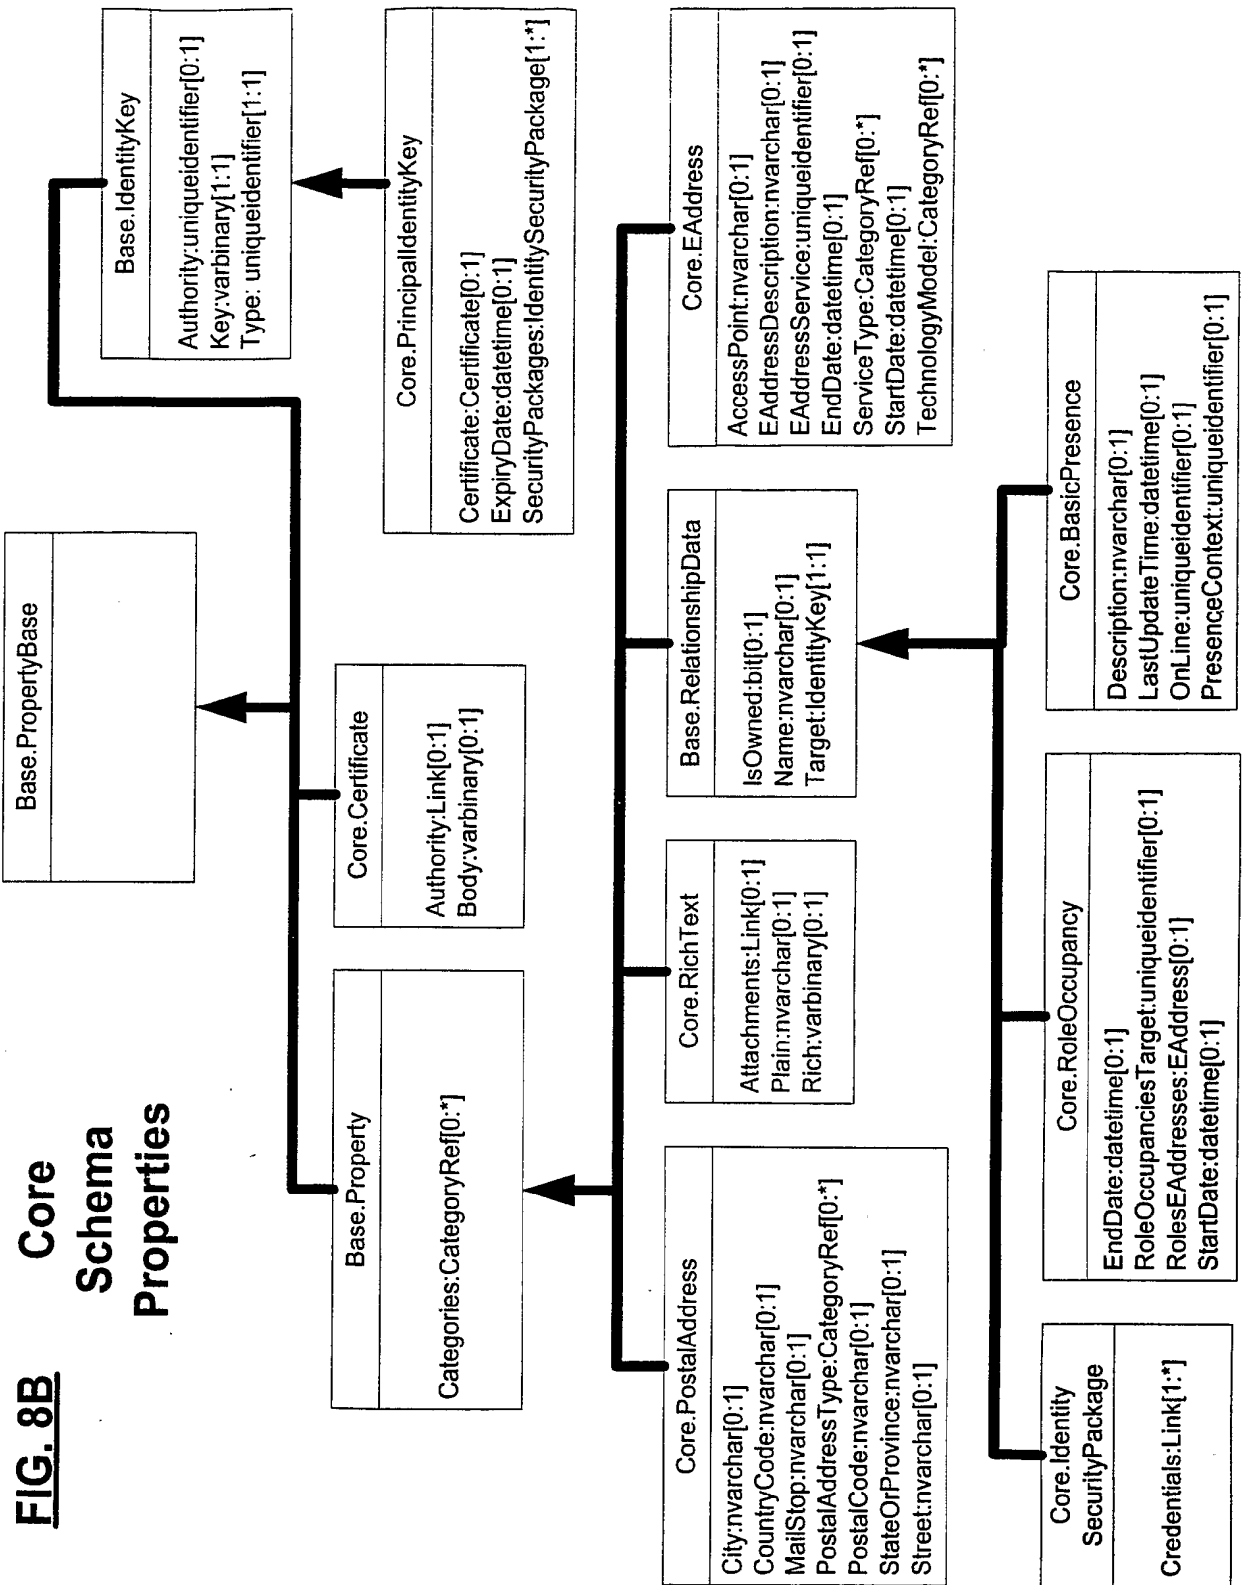 FIG. 8B
Core
Schema
Properties
Base.PropertyBase
Base.Property
Categories:CategoryRef[0:*]
Core.Certificate
Authority:Link[0:1]
Body:varbinary[0:1]
Base.IdentityKey
Authority:uniqueidentifier[0:1]
Key:varbinary[1:1]
Type: uniqueidentifier[1:1]
Core.PrincipalIdentityKey
Certificate:Certificate[0:1]
ExpiryDate:datetime[0:1]
SecurityPackages:IdentitySecurityPackage[1:*]
Core.PostalAddress
City:nvarchar[0:1]
CountryCode:nvarchar[0:1]
MailStop:nvarchar[0:1]
PostalAddressType:CategoryRef[0:*]
PostalCode:nvarchar[0:1]
StateOrProvince:nvarchar[0:1]
Street:nvarchar[0:1]
Core.RichText
Attachments:Link[0:1]
Plain:nvarchar[0:1]
Rich:varbinary[0:1]
Base.RelationshipData
IsOwned:bit[0:1]
Name:nvarchar[0:1]
Target:IdentityKey[1:1]
Core.EAddress
AccessPoint:nvarchar[0:1]
EAddressDescription:nvarchar[0:1]
EAddressService:uniqueidentifier[0:1]
EndDate:datetime[0:1]
ServiceType:CategoryRef[0:*]
StartDate:datetime[0:1]
TechnologyModel:CategoryRef[0:*]
Core.Identity
SecurityPackage
Credentials:Link[1:*]
Core.RoleOccupancy
EndDate:datetime[0:1]
RoleOccupanciesTarget:uniqueidentifier[0:1]
RolesEAddresses:EAddress[0:1]
StartDate:datetime[0:1]
Core.BasicPresence
Description:nvarchar[0:1]
LastUpdateTime:datetime[0:1]
OnLine:uniqueidentifier[0:1]
PresenceContext:uniqueidentifier[0:1]